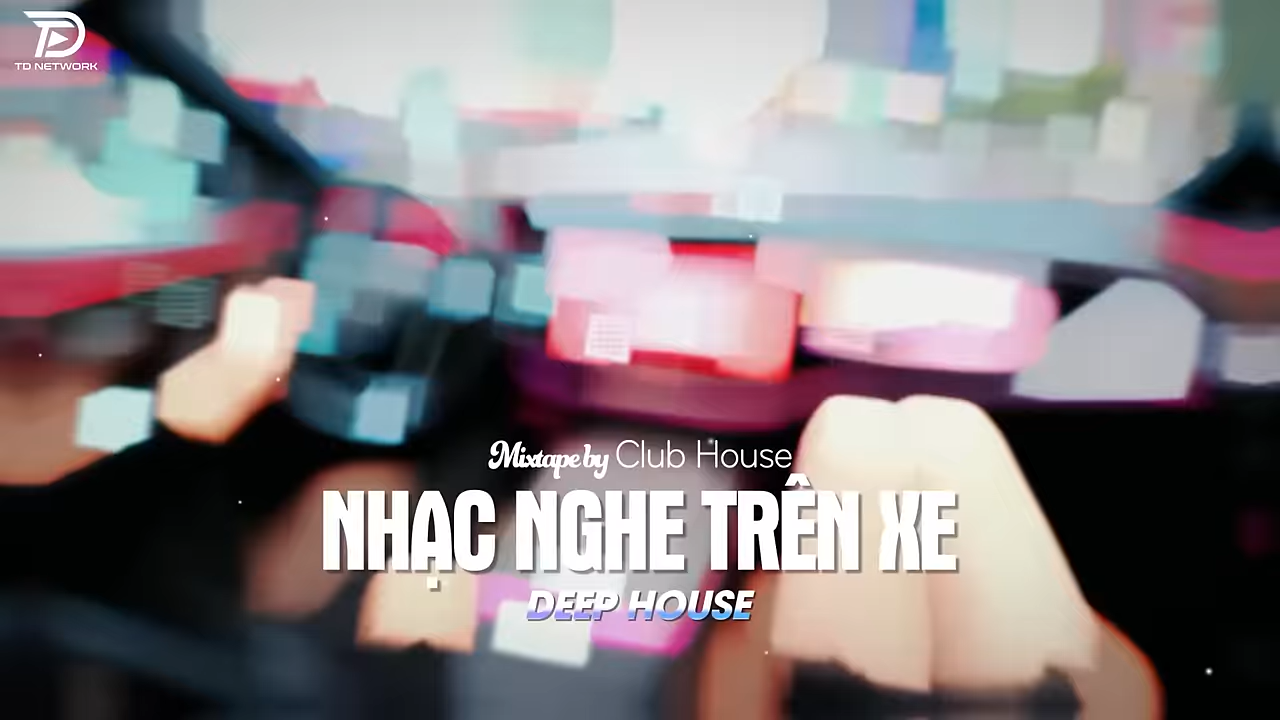 TD NETWORK
Mixtape by Club House
NHẠC NGHE TRÊN XE
DEEP HOUSE